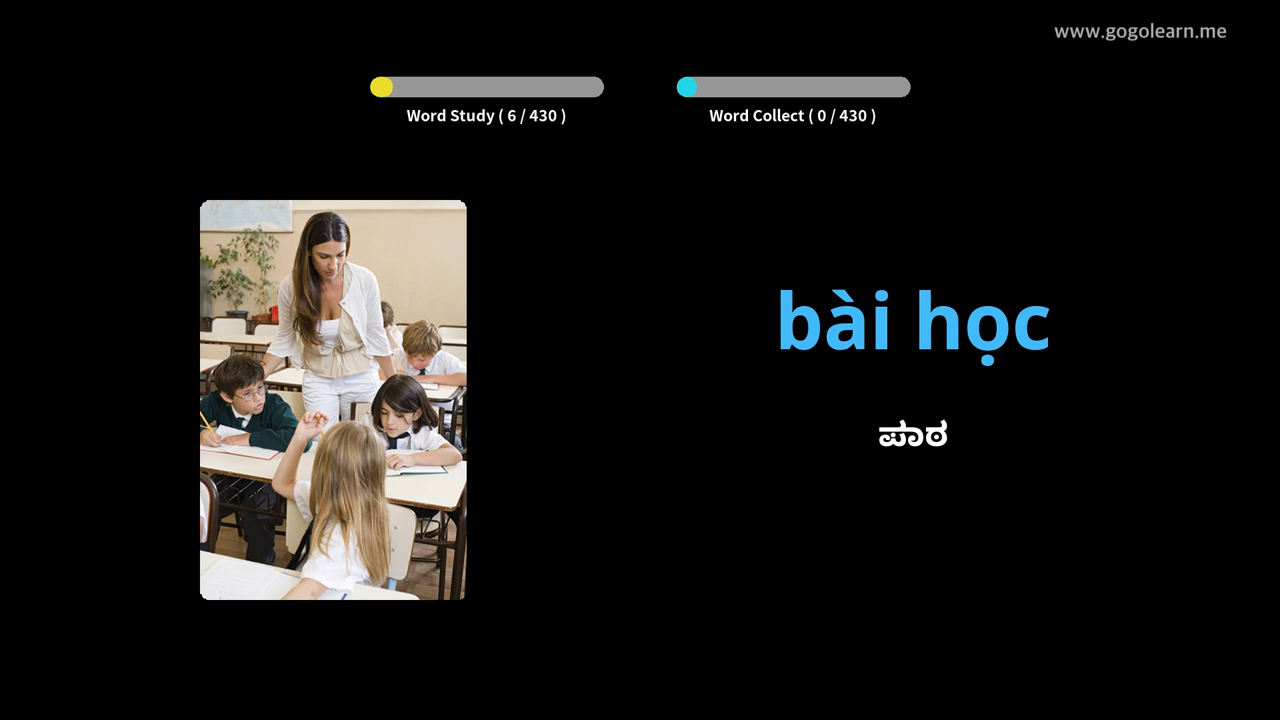 www.gogolearn.me
Word Study ( 6 / 430 )
Word Collect ( 0 / 430 )
bài học
ಪಾಠ